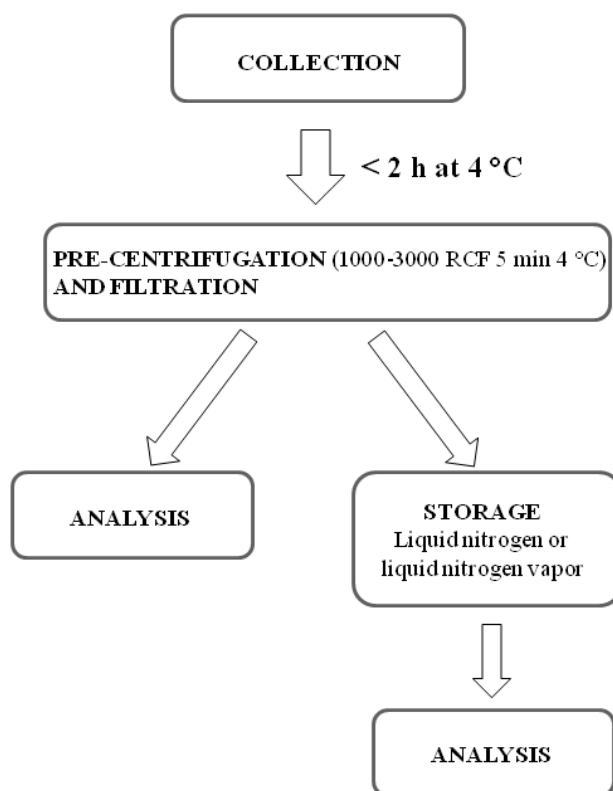 COLLECTION
< 2 h at 4 °C
PRE-CENTRIFUGATION (1000-3000 RCF 5 min 4 °C)
AND FILTRATION
ANALYSIS
STORAGE
Liquid nitrogen or
liquid nitrogen vapor
ANALYSIS